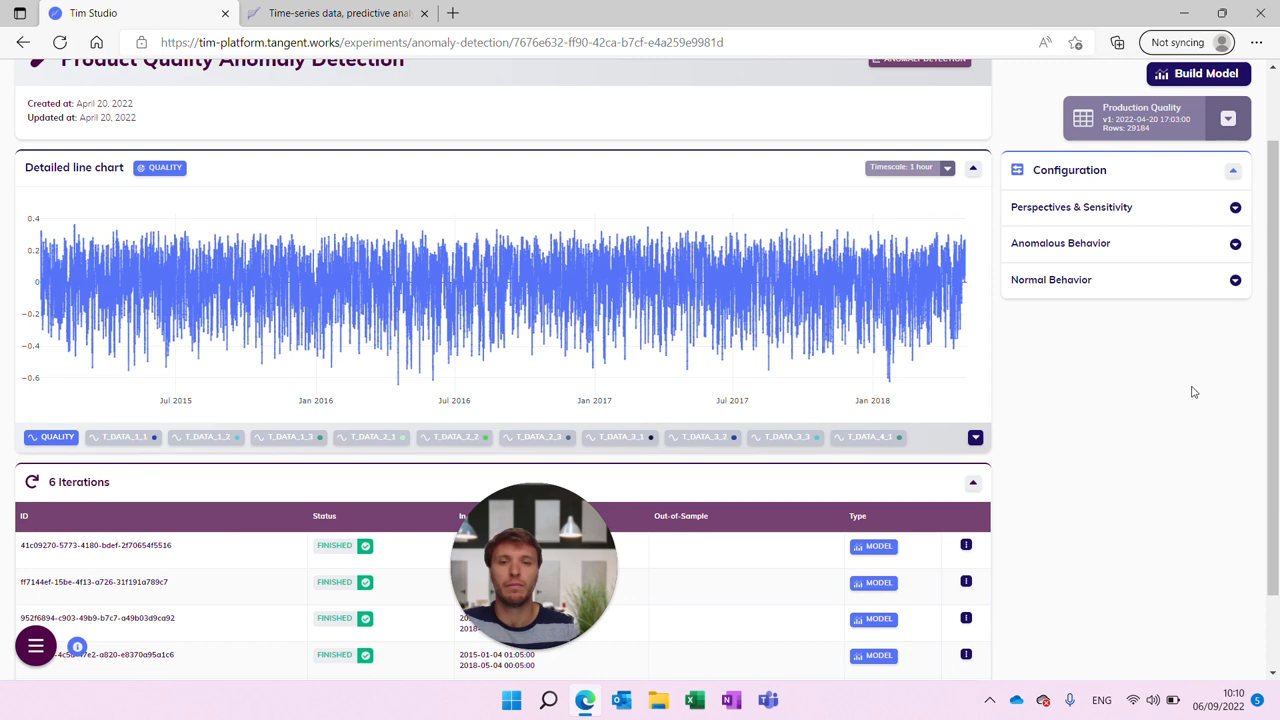 Tim Studio
Time-series data, predictive anal
https://tim-platform.tangent.works/experiments/anomaly-detection/7676e632-ff90-42ca-b7cf-e4a259e9981d
Not syncing
Product Quality Anomaly Detection
ANOMALY DETECTION
Build Model
Created at: April 20, 2022
Updated at: April 20, 2022
Production Quality
v1: 2022-04-20 17:03:00
Rows: 29184
Detailed line chart
QUALITY
Timescale: 1 hour
Configuration
Perspectives & Sensitivity
Anomalous Behavior
Normal Behavior
0.4
0.2
0
−0.2
−0.4
−0.6
Jul 2015
Jan 2016
Jul 2016
Jan 2017
Jul 2017
Jan 2018
QUALITY
T_DATA_1_1
T_DATA_1_2
T_DATA_1_3
T_DATA_2_1
T_DATA_2_2
T_DATA_2_3
T_DATA_3_1
T_DATA_3_2
T_DATA_3_3
T_DATA_4_1
6 Iterations
ID
Status
In
Out-of-Sample
Type
41c09270-5773-4180-bdef-2f70654f5516
FINISHED
MODEL
ff7144ef-15be-4f13-a726-31f191a789c7
FINISHED
MODEL
952f6894-c903-49b9-b7c7-a49b03d9ca92
FINISHED
MODEL
FINISHED
2015-01-04 01:05:00
2018-05-04 00:05:00
MODEL
ENG
10:10
06/09/2022
5